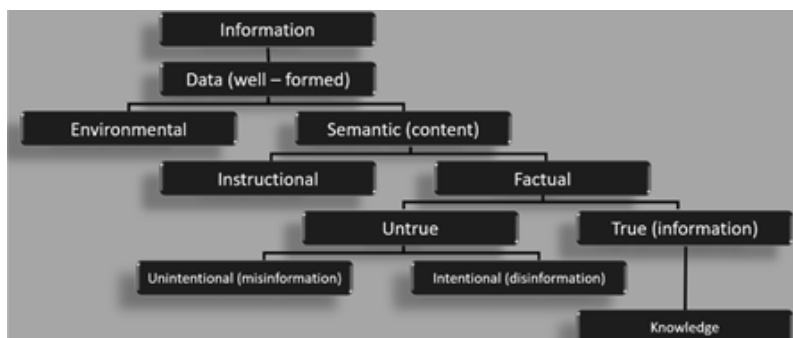 Information
Data (well – formed)
Environmental
Semantic (content)
Instructional
Factual
Untrue
True (information)
Unintentional (misinformation)
Intentional (disinformation)
Knowledge